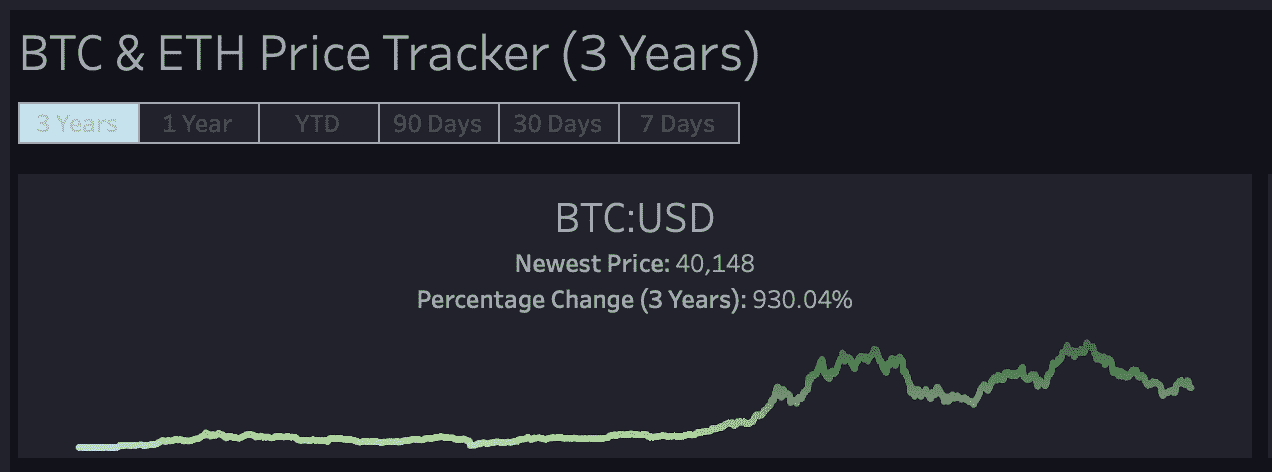 BTC & ETH Price Tracker (3 Years)
3 Years 1 Year YTD 90 Days 30 Days 7 Days
BTC:USD
Newest Price: 40,148
Percentage Change (3 Years): 930.04%